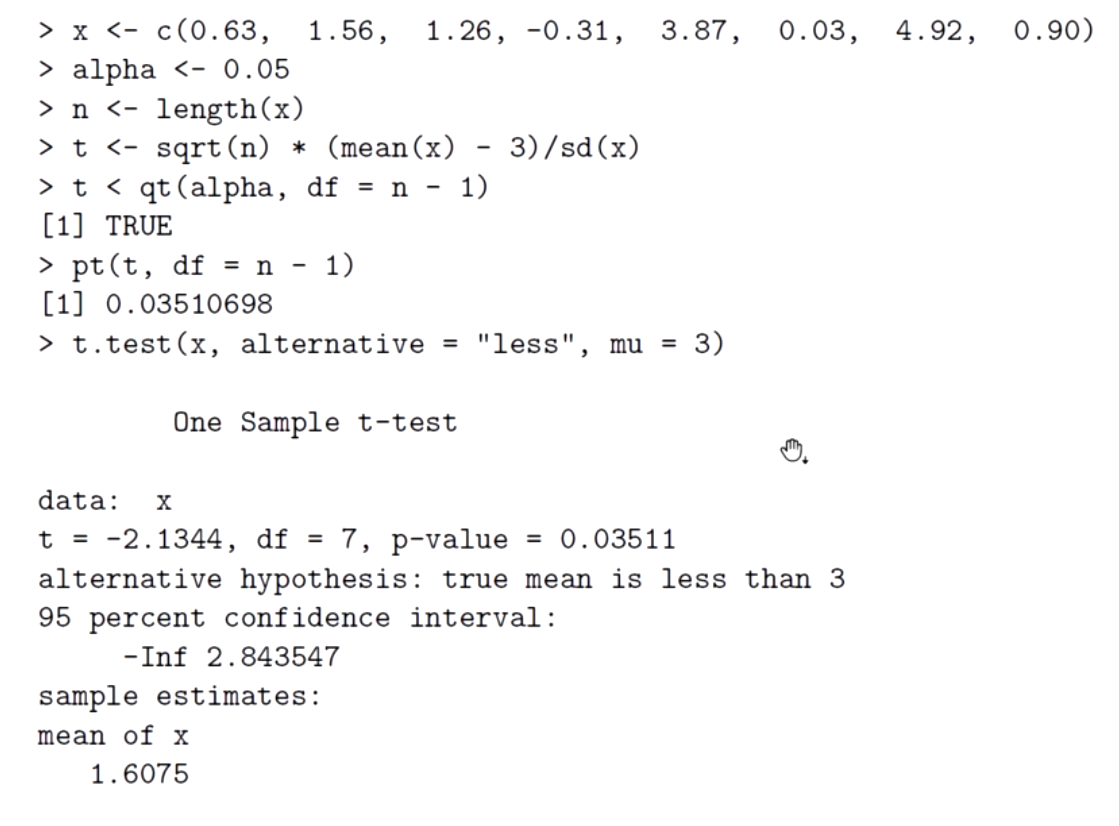 > x <- c(0.63,  1.56,  1.26, -0.31,  3.87,  0.03,  4.92,  0.90)
> alpha <- 0.05
> n <- length(x)
> t <- sqrt(n) * (mean(x) - 3)/sd(x)
> t < qt(alpha, df = n - 1)
[1] TRUE
> pt(t, df = n - 1)
[1] 0.03510698
> t.test(x, alternative = "less", mu = 3)
One Sample t-test
data:  x
t = -2.1344, df = 7, p-value = 0.03511
alternative hypothesis: true mean is less than 3
95 percent confidence interval:
-Inf 2.843547
sample estimates:
mean of x
1.6075